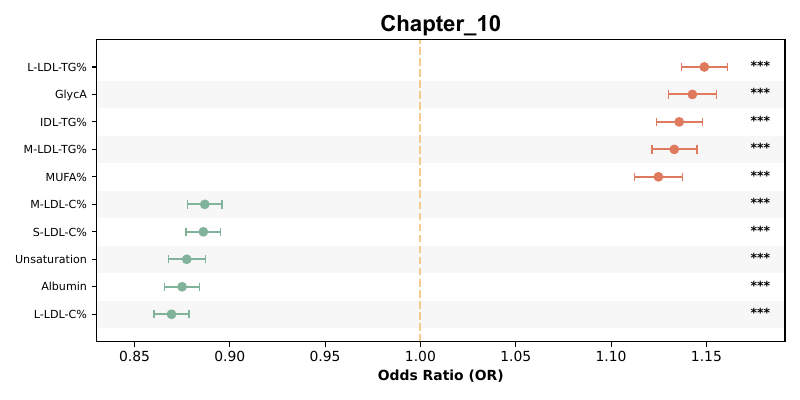 Chapter_10
L-LDL-TG% ***
GlycA ***
IDL-TG% ***
M-LDL-TG% ***
MUFA% ***
M-LDL-C% ***
S-LDL-C% ***
Unsaturation ***
Albumin ***
L-LDL-C% ***
0.85 0.90 0.95 1.00 1.05 1.10 1.15
Odds Ratio (OR)